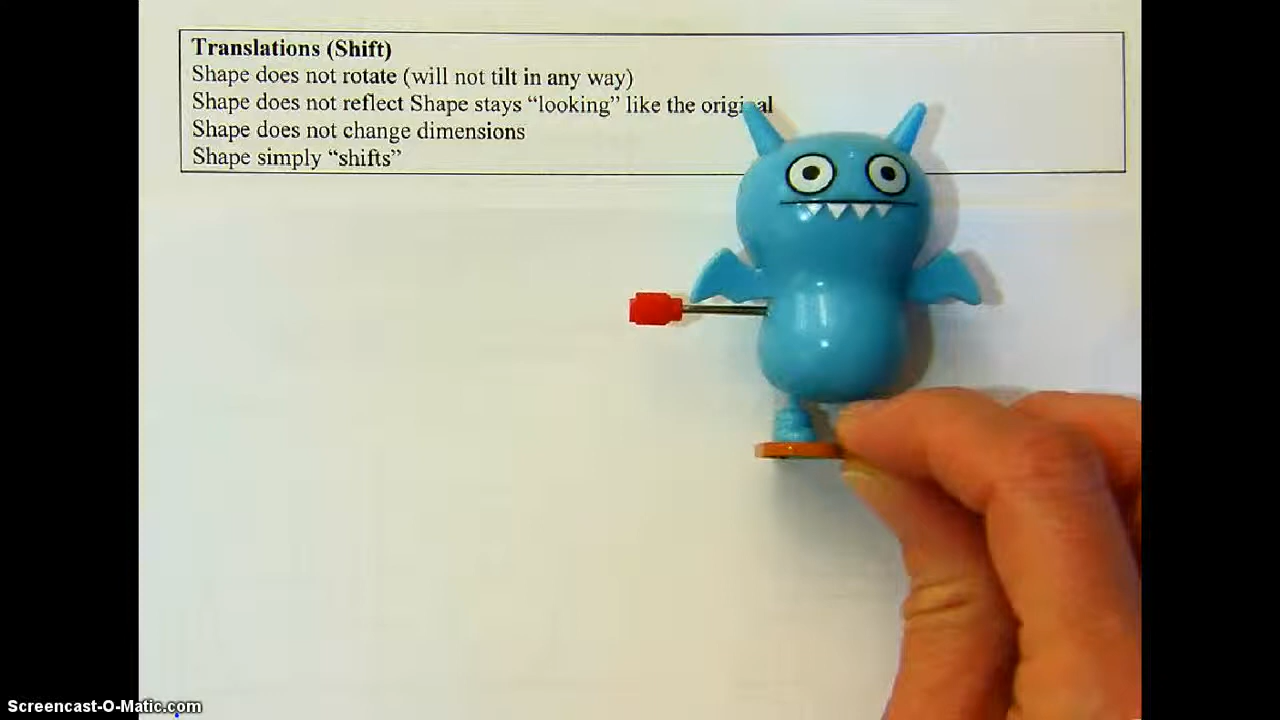 Translations (Shift)
Shape does not rotate (will not tilt in any way)
Shape does not reflect Shape stays “looking” like the original
Shape does not change dimensions
Shape simply “shifts”
Screencast-O-Matic.com